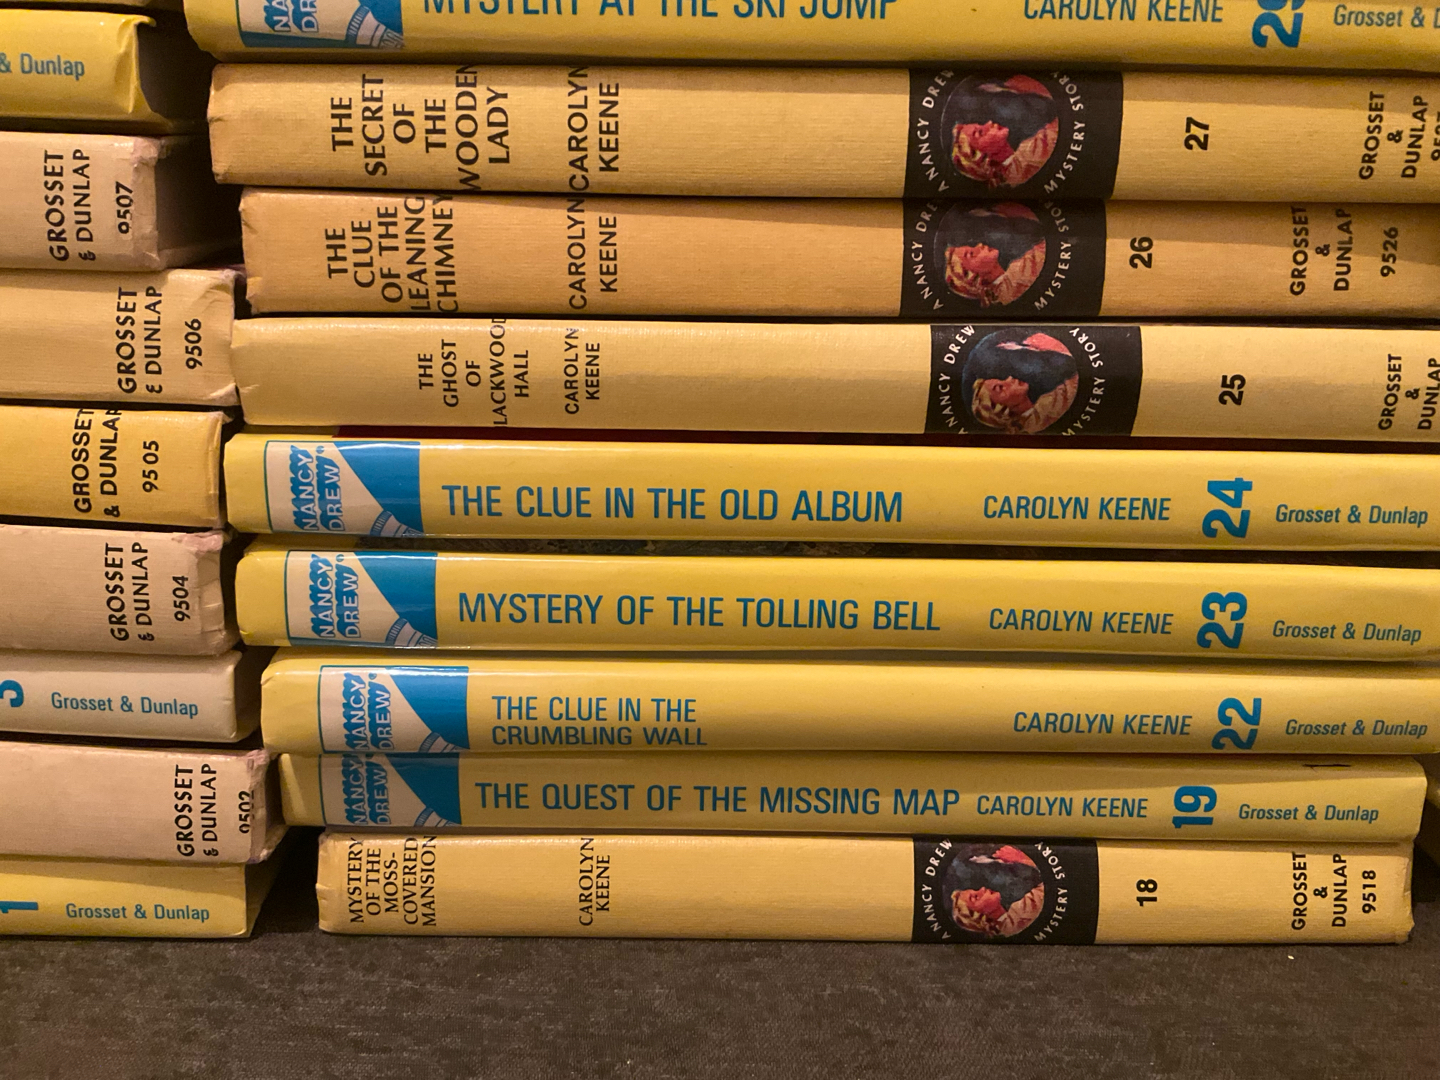 & Dunlap
GROSSET
& DUNLAP
9507
GROSSET
& DUNLAP
9506
GROSSET
& DUNLAP
9505
GROSSET
& DUNLAP
9504
3
Grosset & Dunlap
GROSSET
& DUNLAP
9502
1
Grosset & Dunlap
MYSTERY AT THE SKI JUMP
CAROLYN KEENE
29
Grosset &
THE
SECRET
OF
THE
WOODEN
LADY
CAROLYN
KEENE
A NANCY DREW MYSTERY STORY
27
GROSSET
&
DUNLAP
THE
CLUE
OF THE
LEANING
CHIMNEY
CAROLYN
KEENE
A NANCY DREW MYSTERY STORY
26
GROSSET
&
DUNLAP
9526
THE
GHOST
OF
LACKWOOD
HALL
CAROLYN
KEENE
A NANCY DREW MYSTERY STORY
25
GROSSET
&
DUNLAP
NANCY
DREW
THE CLUE IN THE OLD ALBUM
CAROLYN KEENE
24
Grosset & Dunlap
NANCY
DREW
MYSTERY OF THE TOLLING BELL
CAROLYN KEENE
23
Grosset & Dunlap
NANCY
DREW
THE CLUE IN THE
CRUMBLING WALL
CAROLYN KEENE
22
Grosset & Dunlap
NANCY
DREW
THE QUEST OF THE MISSING MAP
CAROLYN KEENE
19
Grosset & Dunlap
MYSTERY
OF THE
MOSS-
COVERED
MANSION
CAROLYN
KEENE
A NANCY DREW MYSTERY STORY
18
GROSSET
&
DUNLAP
9518